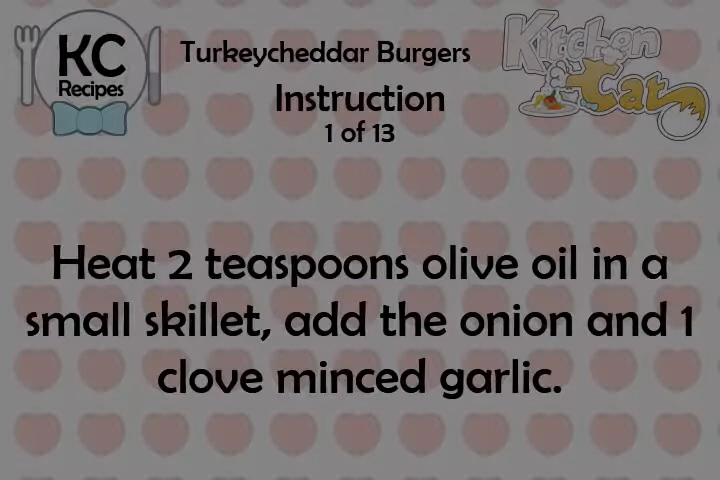 KC
Recipes
Turkeycheddar Burgers
Kitchen
Cat
Instruction
1 of 13
Heat 2 teaspoons olive oil in a
small skillet, add the onion and 1
clove minced garlic.